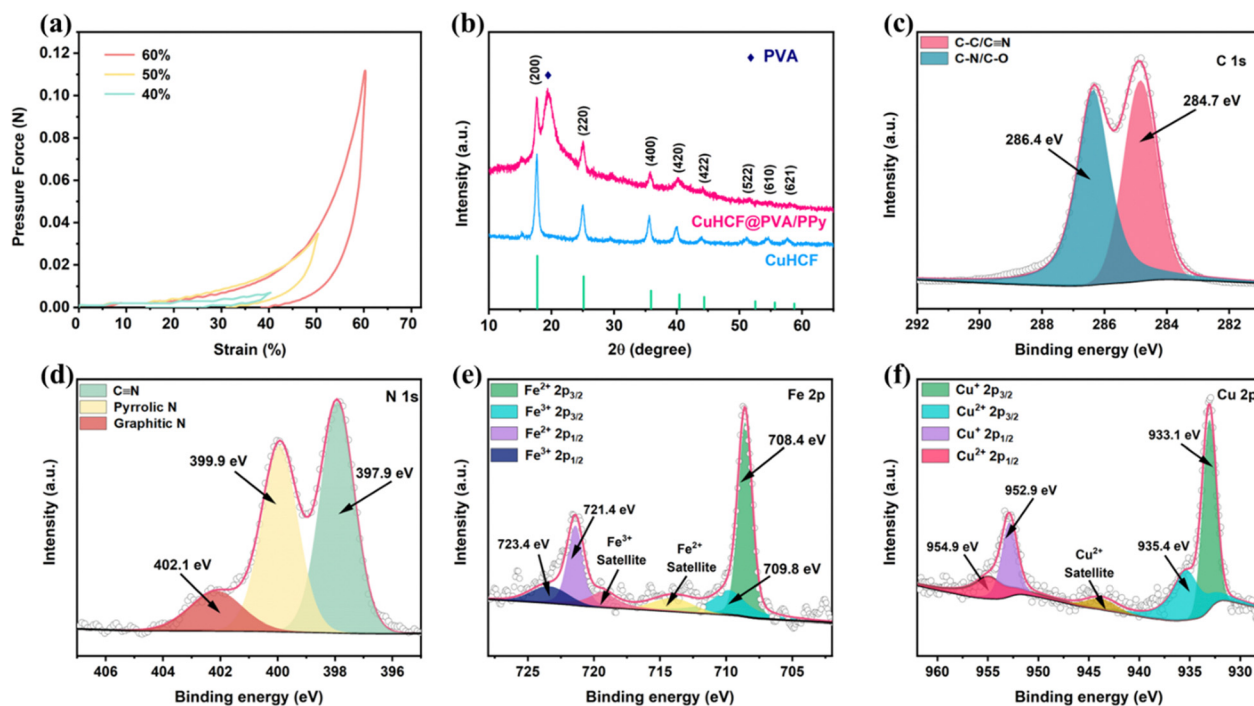 (a)
Pressure Force (N)
0.12
0.10
0.08
0.06
0.04
0.02
0.00
60%
50%
40%
0 10 20 30 40 50 60 70
Strain (%)
(b)
Intensity (a.u.)
♦ PVA
(200)
(220)
(400)
(420)
(422)
(522)
(610)
(621)
CuHCF@PVA/PPy
CuHCF
10 20 30 40 50 60
2θ (degree)
(c)
Intensity (a.u.)
C-C/C≡N
C-N/C-O
C 1s
284.7 eV
286.4 eV
292 290 288 286 284 282
Binding energy (eV)
(d)
Intensity (a.u.)
C≡N
Pyrrolic N
Graphitic N
N 1s
399.9 eV
397.9 eV
402.1 eV
406 404 402 400 398 396
Binding energy (eV)
(e)
Intensity (a.u.)
Fe²⁺ 2p₃/₂
Fe³⁺ 2p₃/₂
Fe²⁺ 2p₁/₂
Fe³⁺ 2p₁/₂
Fe 2p
708.4 eV
721.4 eV
723.4 eV
Fe³⁺
Satellite
Fe²⁺
Satellite
709.8 eV
725 720 715 710 705
Binding energy (eV)
(f)
Intensity (a.u.)
Cu⁺ 2p₃/₂
Cu²⁺ 2p₃/₂
Cu⁺ 2p₁/₂
Cu²⁺ 2p₁/₂
Cu 2p
933.1 eV
952.9 eV
954.9 eV
Cu²⁺
Satellite
935.4 eV
960 955 950 945 940 935 930
Binding energy (eV)